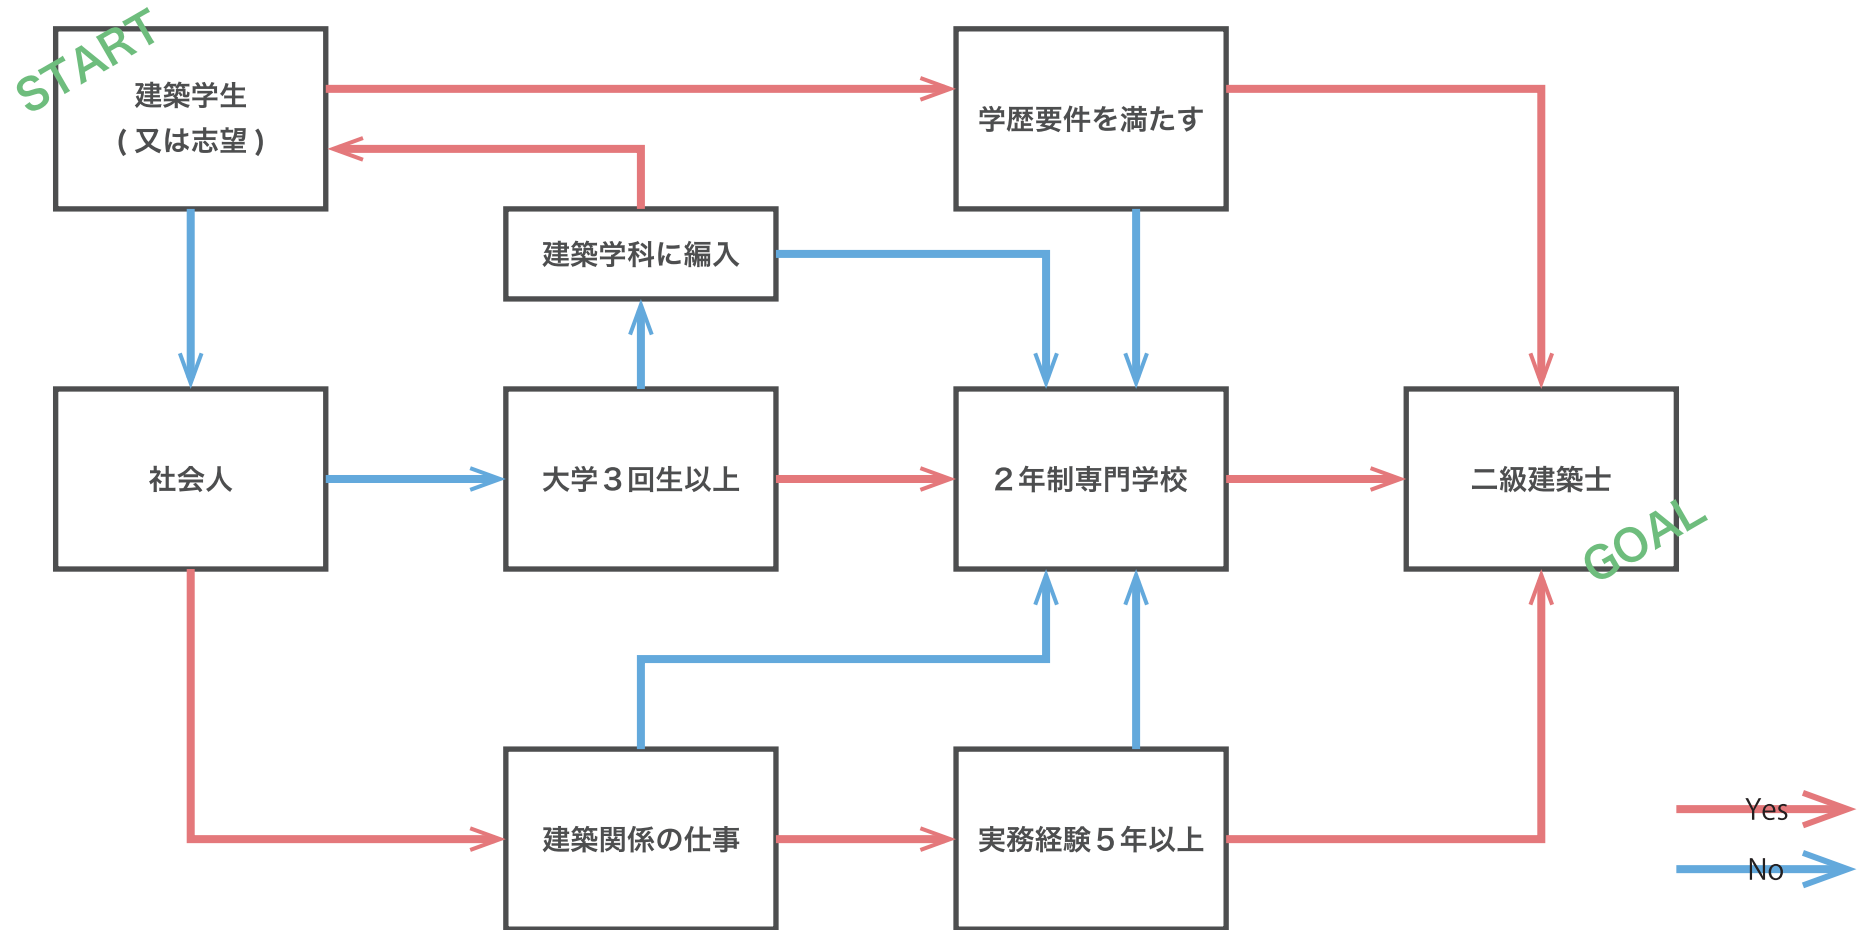 START
建築学生
(又は志望)
学歴要件を満たす
建築学科に編入
社会人
大学３回生以上
２年制専門学校
二級建築士
GOAL
建築関係の仕事
実務経験５年以上
Yes
No